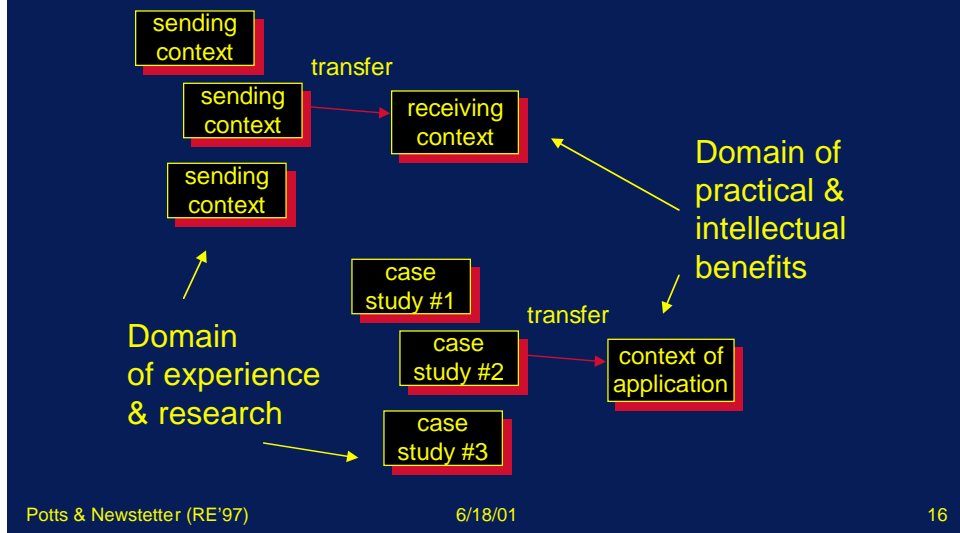 sending
context
transfer
sending
context
receiving
context
sending
context
Domain of
practical &
intellectual
benefits
case
study #1
transfer
Domain
of experience
& research
case
study #2
context of
application
case
study #3
Potts & Newstetter (RE'97)
6/18/01
16